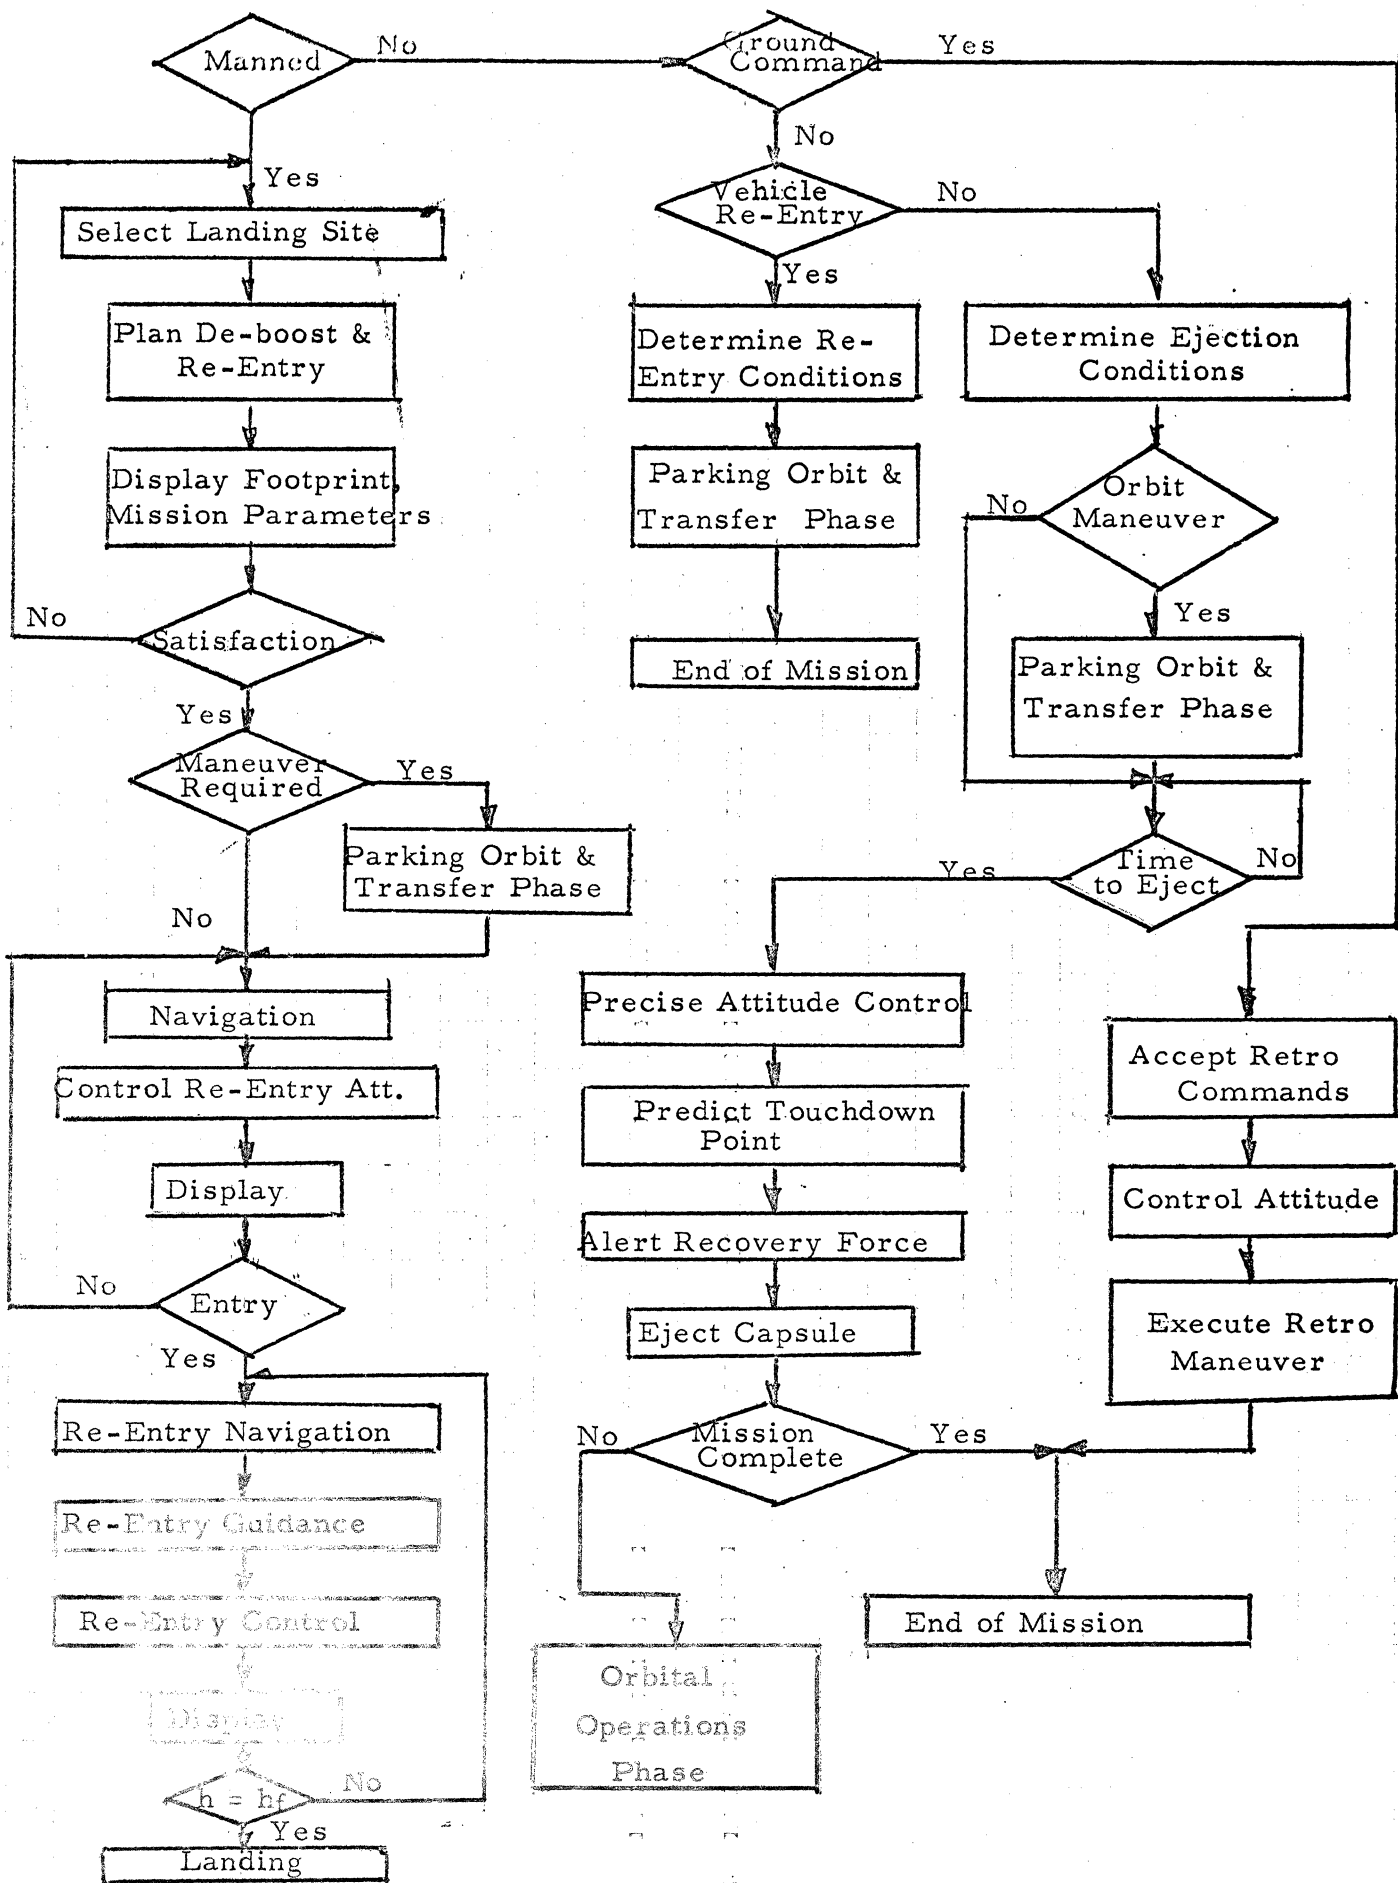 Manned
No
Ground
Command
Yes
No
Yes
Vehicle
Re-Entry
No
Select Landing Site
Yes
Plan De-boost &
Re-Entry
Determine Re-
Entry Conditions
Determine Ejection
Conditions
Display Footprint,
Mission Parameters
Parking Orbit &
Transfer Phase
No
Orbit
Maneuver
No
Satisfaction
End of Mission
Yes
Parking Orbit &
Transfer Phase
Yes
Maneuver
Required
Yes
Parking Orbit &
Transfer Phase
Yes
Time
to Eject
No
No
Navigation
Precise Attitude Control
Accept Retro
Commands
Control Re-Entry Att.
Predict Touchdown
Point
Display
Control Attitude
Alert Recovery Force
No
Entry
Eject Capsule
Execute Retro
Maneuver
Yes
Re-Entry Navigation
No
Mission
Complete
Yes
Re-Entry Guidance
Re-Entry Control
End of Mission
Display
Orbital
Operations
Phase
h = hf
No
Yes
Landing